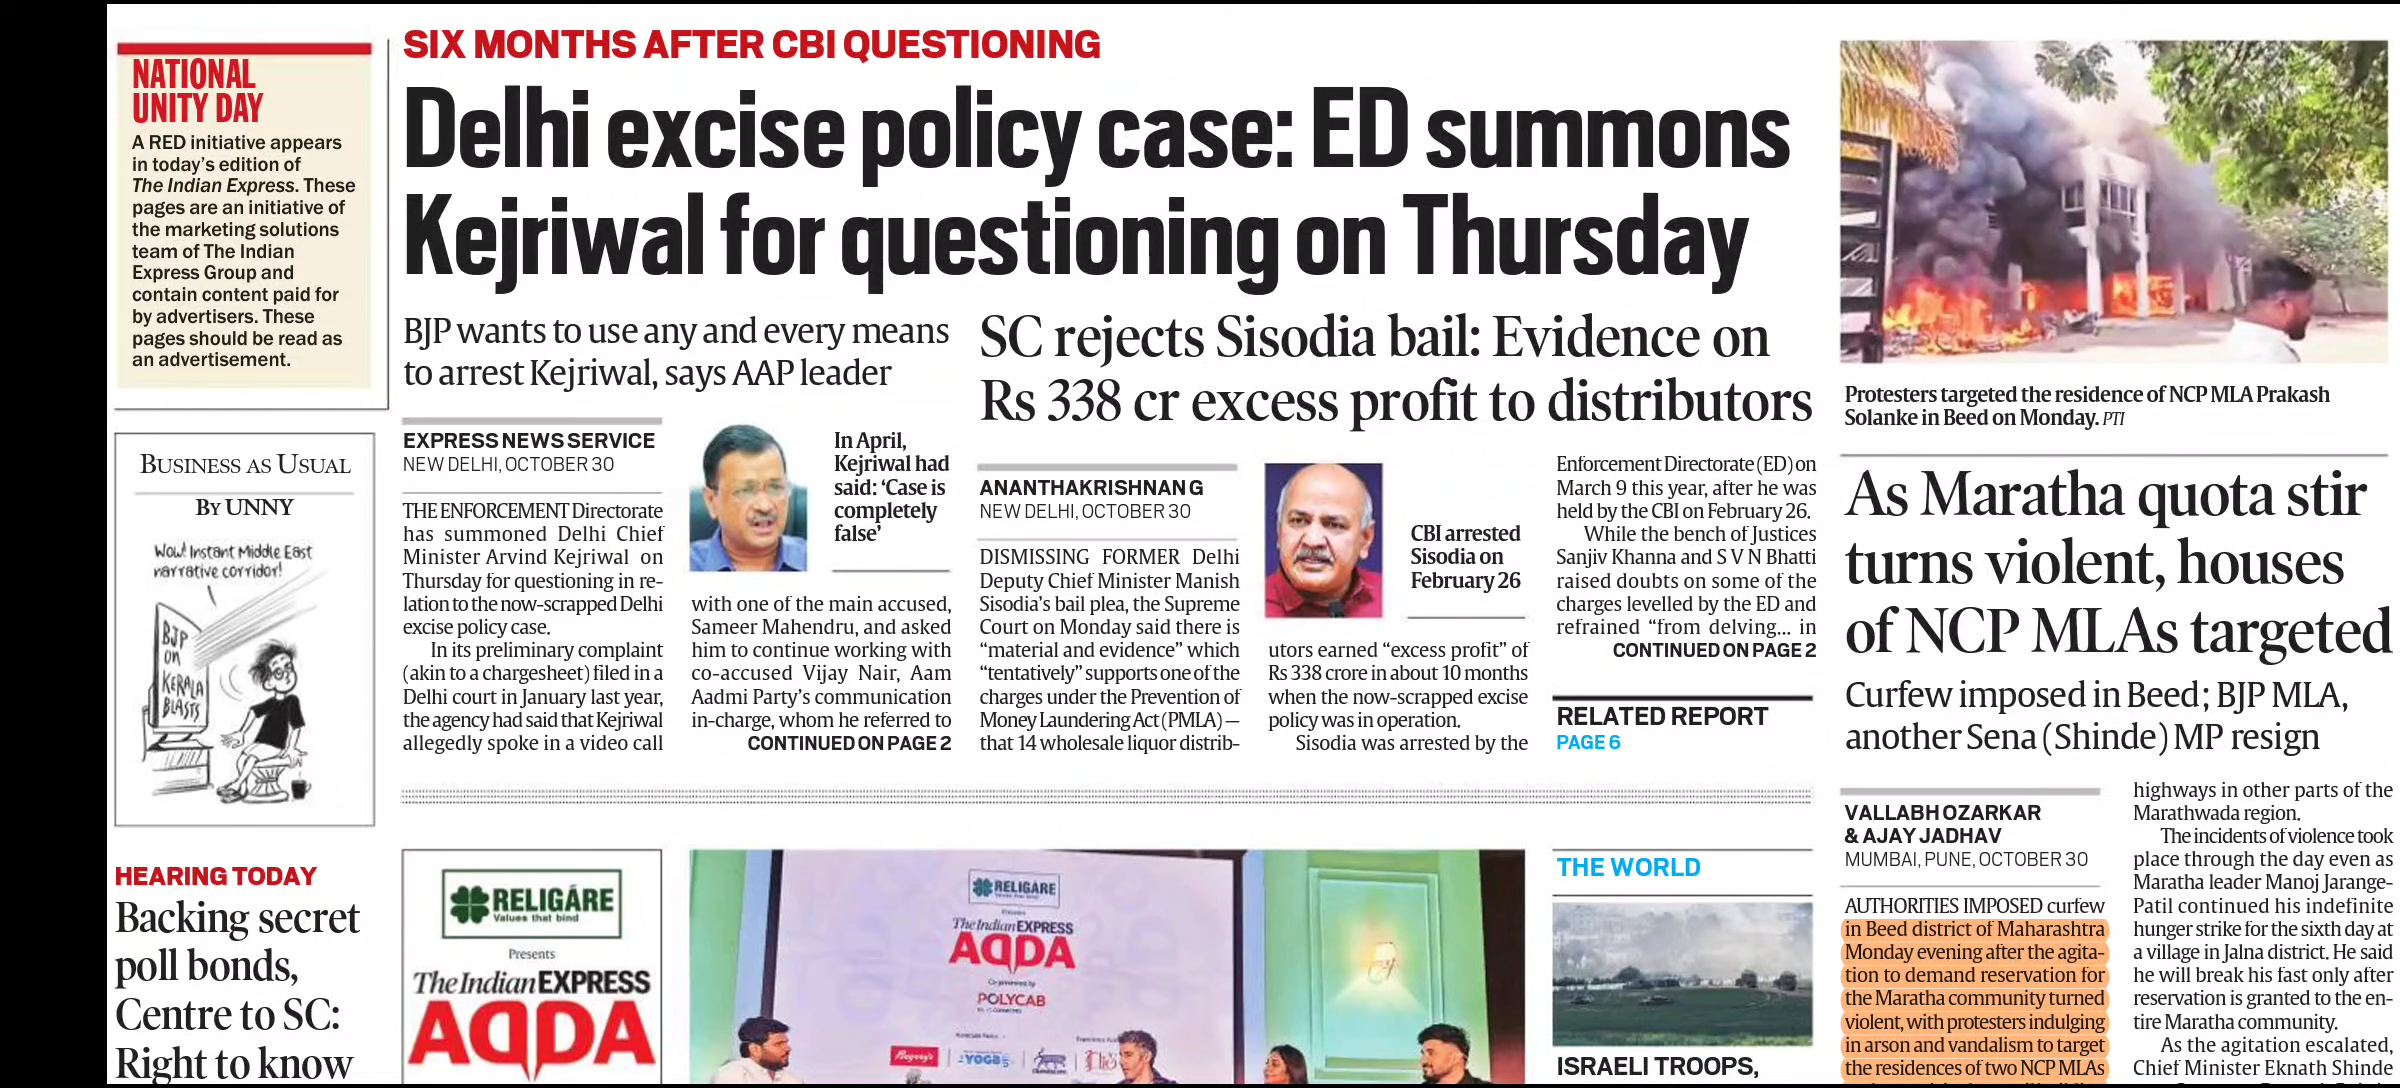 NATIONAL
UNITY DAY
A RED initiative appears
in today's edition of
The Indian Express. These
pages are an initiative of
the marketing solutions
team of The Indian
Express Group and
contain content paid for
by advertisers. These
pages should be read as
an advertisement.
BUSINESS AS USUAL
BY UNNY
Wow! Instant Middle East
narrative corridor!
BJP
ON
KERALA
BLASTS
HEARING TODAY
Backing secret
poll bonds,
Centre to SC:
Right to know
SIX MONTHS AFTER CBI QUESTIONING
Delhi excise policy case: ED summons
Kejriwal for questioning on Thursday
BJP wants to use any and every means
to arrest Kejriwal, says AAP leader
EXPRESS NEWS SERVICE
NEW DELHI, OCTOBER 30
THE ENFORCEMENT Directorate
has summoned Delhi Chief
Minister Arvind Kejriwal on
Thursday for questioning in re-
lation to the now-scrapped Delhi
excise policy case.
In its preliminary complaint
(akin to a chargesheet) filed in a
Delhi court in January last year,
the agency had said that Kejriwal
allegedly spoke in a video call
In April,
Kejriwal had
said: 'Case is
completely
false'
with one of the main accused,
Sameer Mahendru, and asked
him to continue working with
co-accused Vijay Nair, Aam
Aadmi Party's communication
in-charge, whom he referred to
CONTINUED ON PAGE 2
SC rejects Sisodia bail: Evidence on
Rs 338 cr excess profit to distributors
ANANTHAKRISHNAN G
NEW DELHI, OCTOBER 30
DISMISSING FORMER Delhi
Deputy Chief Minister Manish
Sisodia's bail plea, the Supreme
Court on Monday said there is
"material and evidence" which
"tentatively" supports one of the
charges under the Prevention of
Money Laundering Act (PMLA) —
that 14 wholesale liquor distrib-
CBI arrested
Sisodia on
February 26
utors earned "excess profit" of
Rs 338 crore in about 10 months
when the now-scrapped excise
policy was in operation.
Sisodia was arrested by the
Enforcement Directorate (ED) on
March 9 this year, after he was
held by the CBI on February 26.
While the bench of Justices
Sanjiv Khanna and S V N Bhatti
raised doubts on some of the
charges levelled by the ED and
refrained "from delving... in
CONTINUED ON PAGE 2
RELATED REPORT
PAGE 6
RELIGARE
Values that bind
Presents
The Indian EXPRESS
ADDA
RELIGARE
Values that bind
Presents
The Indian EXPRESS
ADDA
Co-presented by
POLYCAB
THE WORLD
ISRAELI TROOPS,
Protesters targeted the residence of NCP MLA Prakash
Solanke in Beed on Monday. PTI
As Maratha quota stir
turns violent, houses
of NCP MLAs targeted
Curfew imposed in Beed; BJP MLA,
another Sena (Shinde) MP resign
VALLABH OZARKAR
& AJAY JADHAV
MUMBAI, PUNE, OCTOBER 30
AUTHORITIES IMPOSED curfew
in Beed district of Maharashtra
Monday evening after the agita-
tion to demand reservation for
the Maratha community turned
violent, with protesters indulging
in arson and vandalism to target
the residences of two NCP MLAs
highways in other parts of the
Marathwada region.
The incidents of violence took
place through the day even as
Maratha leader Manoj Jarange-
Patil continued his indefinite
hunger strike for the sixth day at
a village in Jalna district. He said
he will break his fast only after
reservation is granted to the en-
tire Maratha community.
As the agitation escalated,
Chief Minister Eknath Shinde